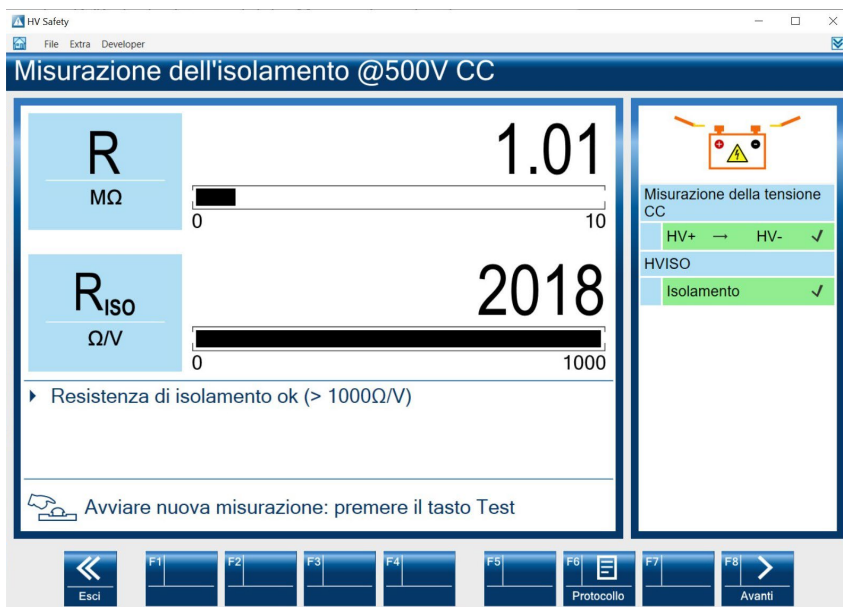 HV Safety
File Extra Developer
Misurazione dell'isolamento @500V CC
R
MΩ
1.01
0 10
RISO
Ω/V
2018
0 1000
Resistenza di isolamento ok (> 1000Ω/V)
Avviare nuova misurazione: premere il tasto Test
Misurazione della tensione
CC
HV+ → HV- ✓
HVISO
Isolamento ✓
Esci
F1
F2
F3
F4
F5
F6
Protocollo
F7
F8
Avanti